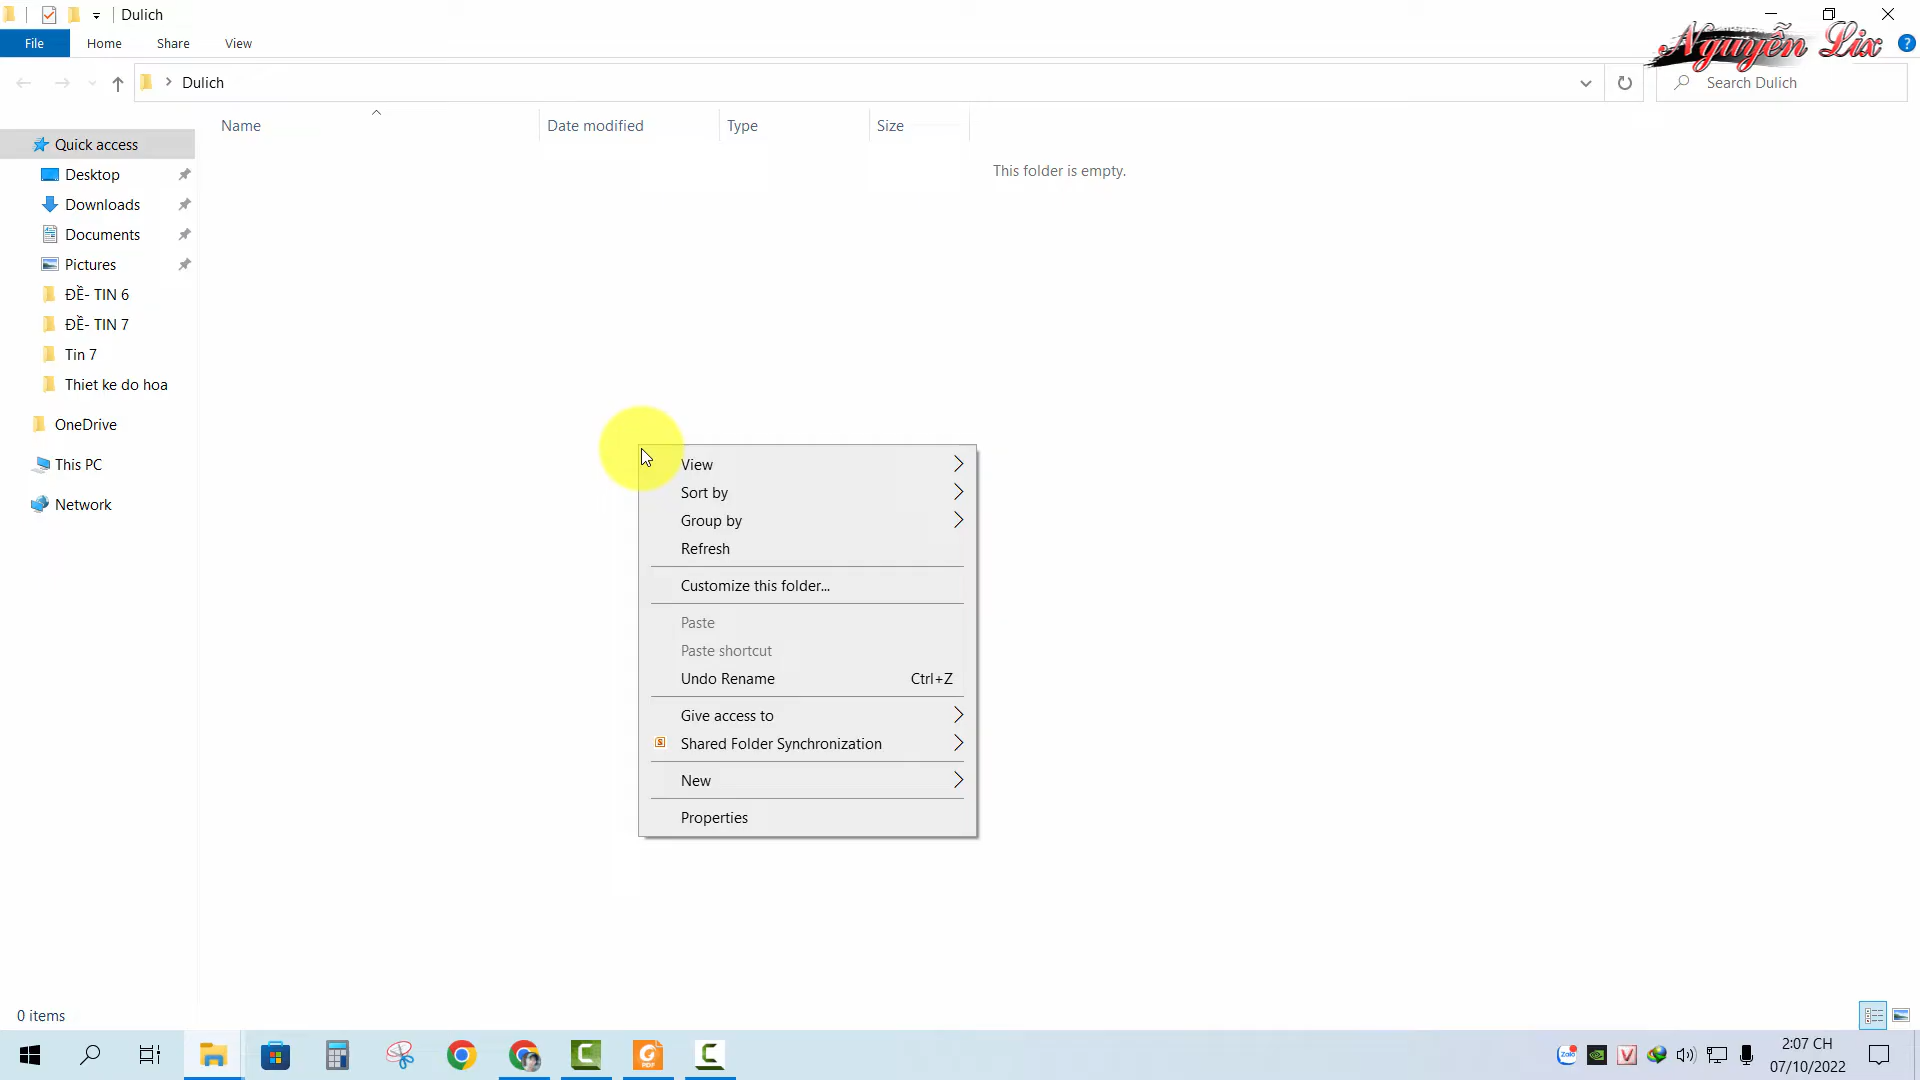 Dulich
Nguyễn Lix
File Home Share View
Dulich
Search Dulich
Name Date modified Type Size
This folder is empty.
Quick access
Desktop
Downloads
Documents
Pictures
ĐỀ- TIN 6
ĐỀ- TIN 7
Tin 7
Thiet ke do hoa
OneDrive
This PC
Network
View
Sort by
Group by
Refresh
Customize this folder...
Paste
Paste shortcut
Undo Rename Ctrl+Z
Give access to
Shared Folder Synchronization
New
Properties
0 items
2:07 CH
07/10/2022